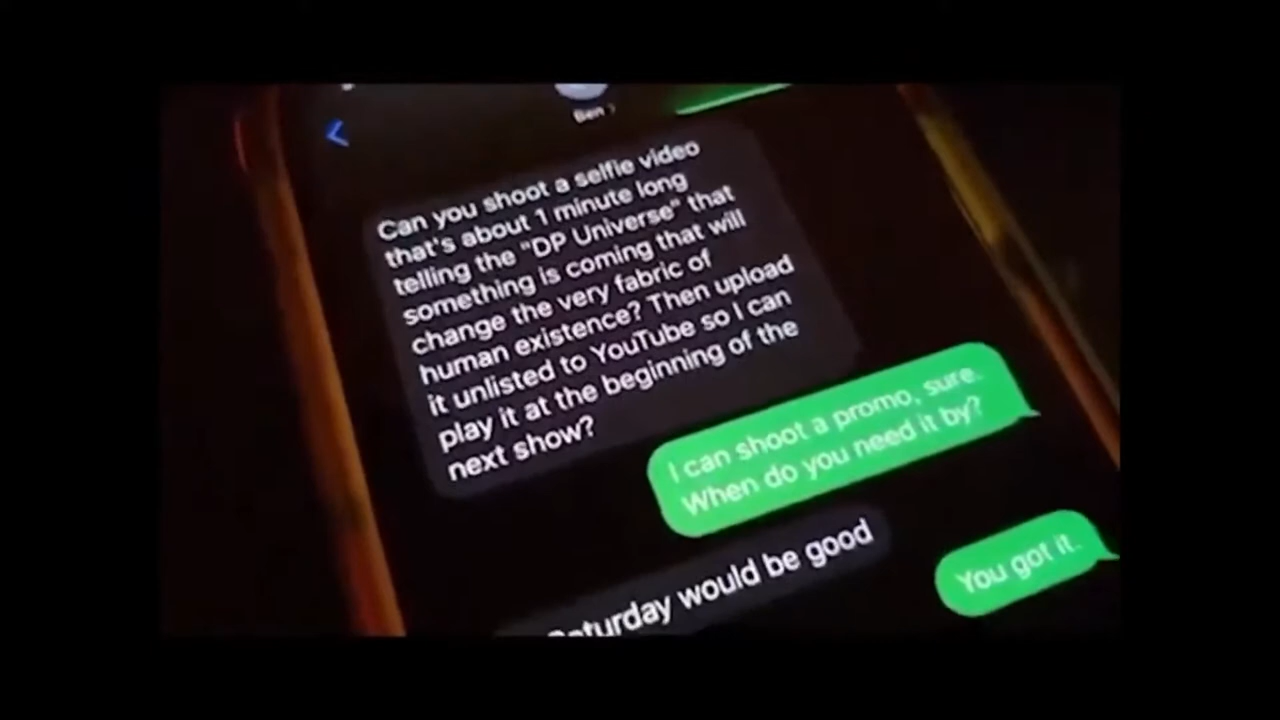 Ben
Can you shoot a selfie video
that's about 1 minute long
telling the "DP Universe" that
something is coming that will
change the very fabric of
human existence? Then upload
it unlisted to YouTube so I can
play it at the beginning of the
next show?
I can shoot a promo, sure.
When do you need it by?
Saturday would be good
You got it.